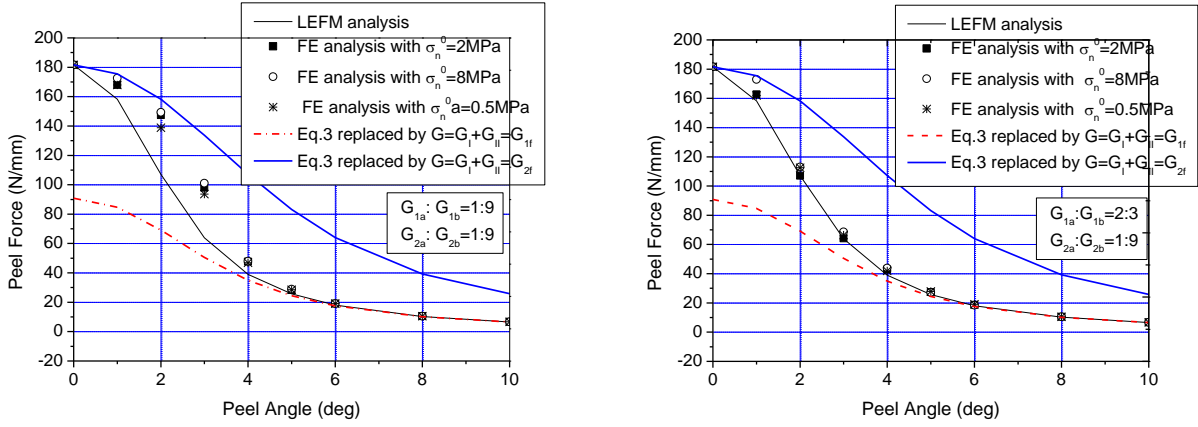 LEFM analysis
FE analysis with σn0=2MPa
FE analysis with σn0=8MPa
FE analysis with σn0a=0.5MPa
Eq.3 replaced by G=GI+GII=G1f
Eq.3 replaced by G=GI+GII=G2f
G1a: G1b=1:9
G2a: G2b=1:9
200
180
160
140
120
100
80
60
40
20
0
-20
0 2 4 6 8 10
Peel Force (N/mm)
Peel Angle (deg)
LEFM analysis
FE analysis with σn0=2MPa
FE analysis with σn0=8MPa
FE analysis with σn0=0.5MPa
Eq.3 replaced by G=GI+GII=G1f
Eq.3 replaced by G=GI+GII=G2f
G1a:G1b=2:3
G2a:G2b=1:9
200
180
160
140
120
100
80
60
40
20
0
-20
0 2 4 6 8 10
Peel Force (N/mm)
Peel Angle (deg)